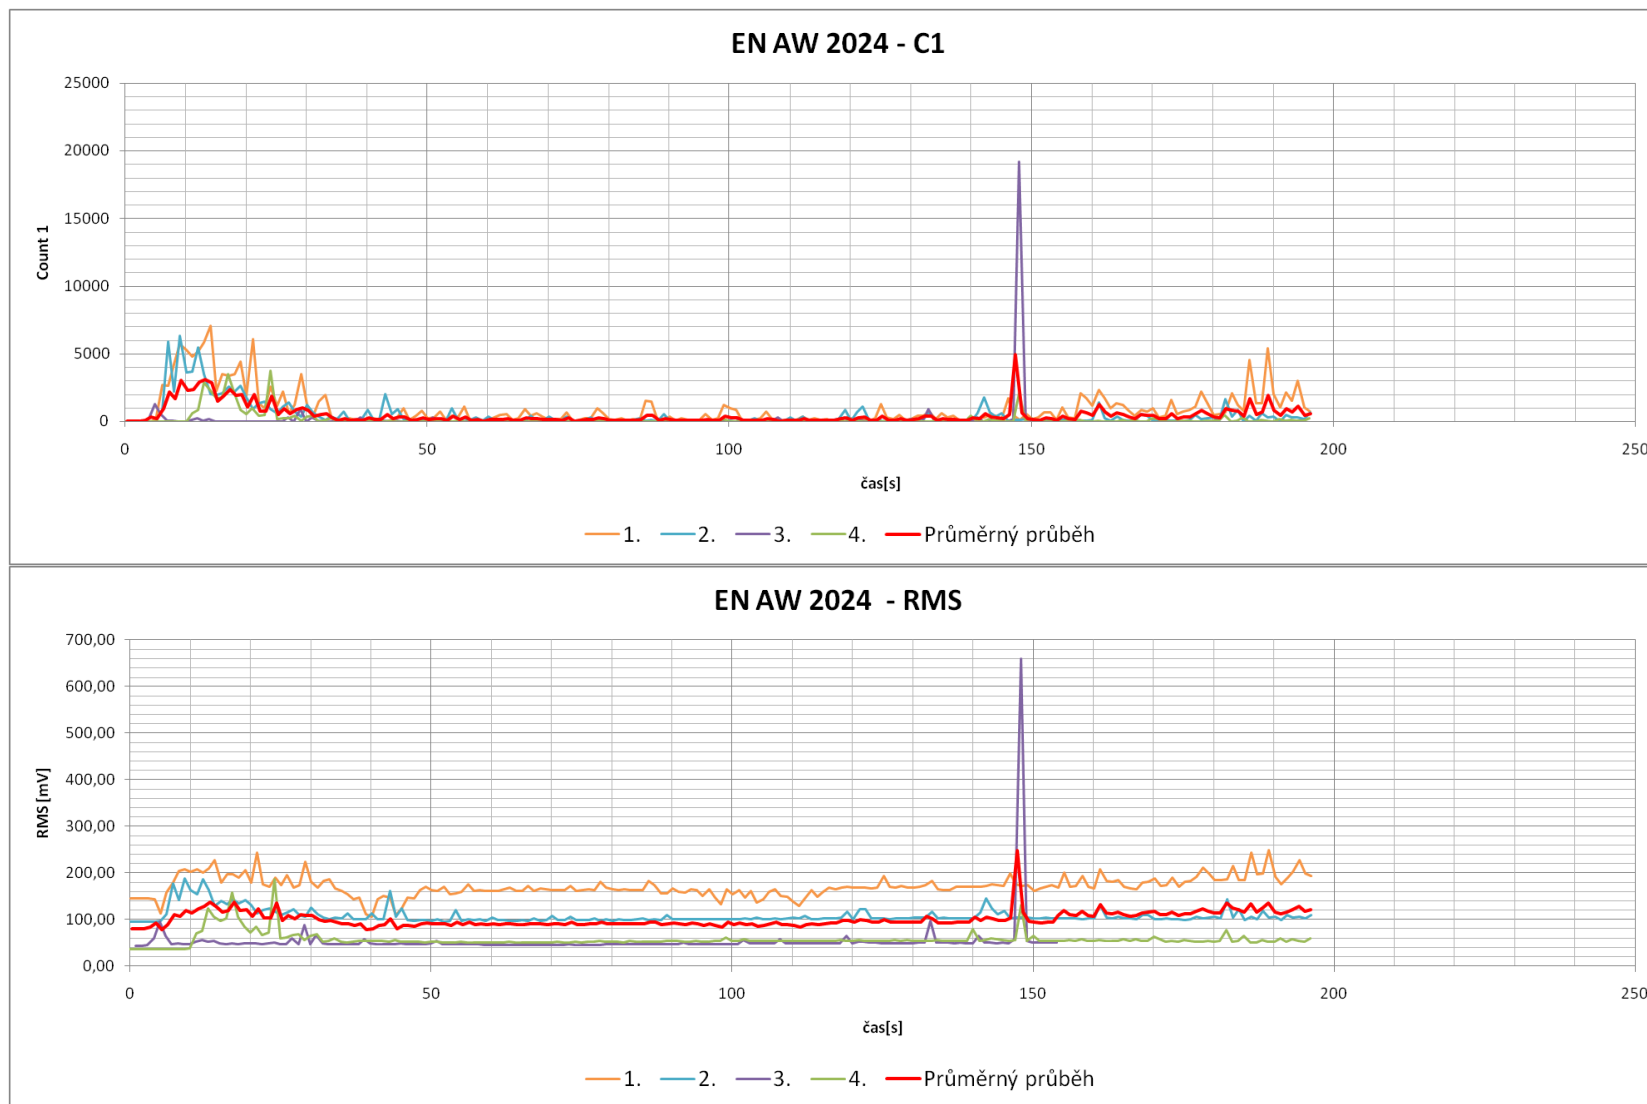 EN AW 2024 - C1
25000
20000
15000
10000
5000
0
Count 1
0 50 100 150 200 250
čas[s]
1. 2. 3. 4. Průměrný průběh
EN AW 2024 - RMS
700,00
600,00
500,00
400,00
300,00
200,00
100,00
0,00
RMS [mV]
0 50 100 150 200 250
čas[s]
1. 2. 3. 4. Průměrný průběh